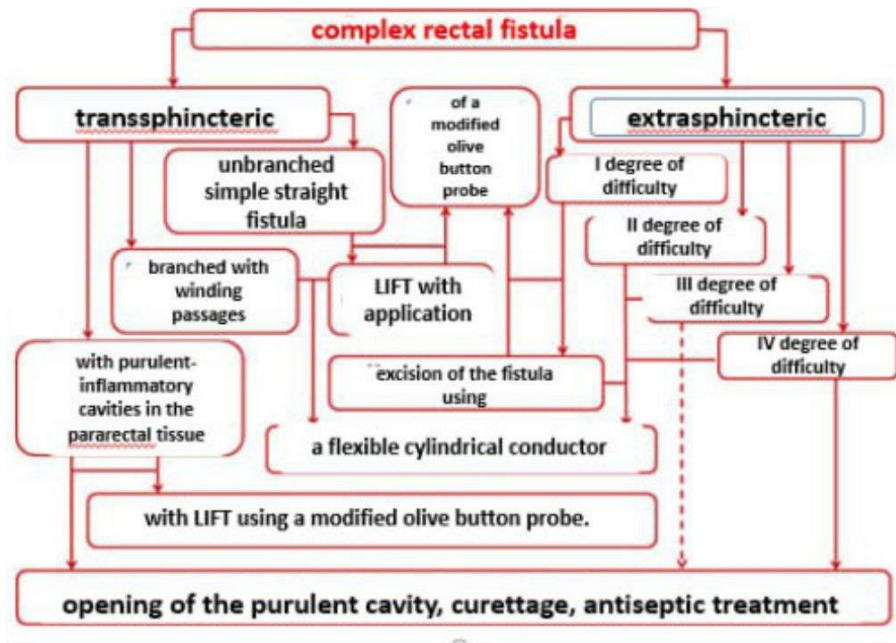 complex rectal fistula
transsphincteric
of a
modified
olive
button
probe
extrasphincteric
unbranched
simple straight
fistula
I degree of
difficulty
II degree of
difficulty
branched with
winding
passages
LIFT with
application
III degree of
difficulty
IV degree of
difficulty
with purulent-
inflammatory
cavities in the
pararectal tissue
excision of the fistula
using
a flexible cylindrical conductor
with LIFT using a modified olive button probe.
opening of the purulent cavity, curettage, antiseptic treatment